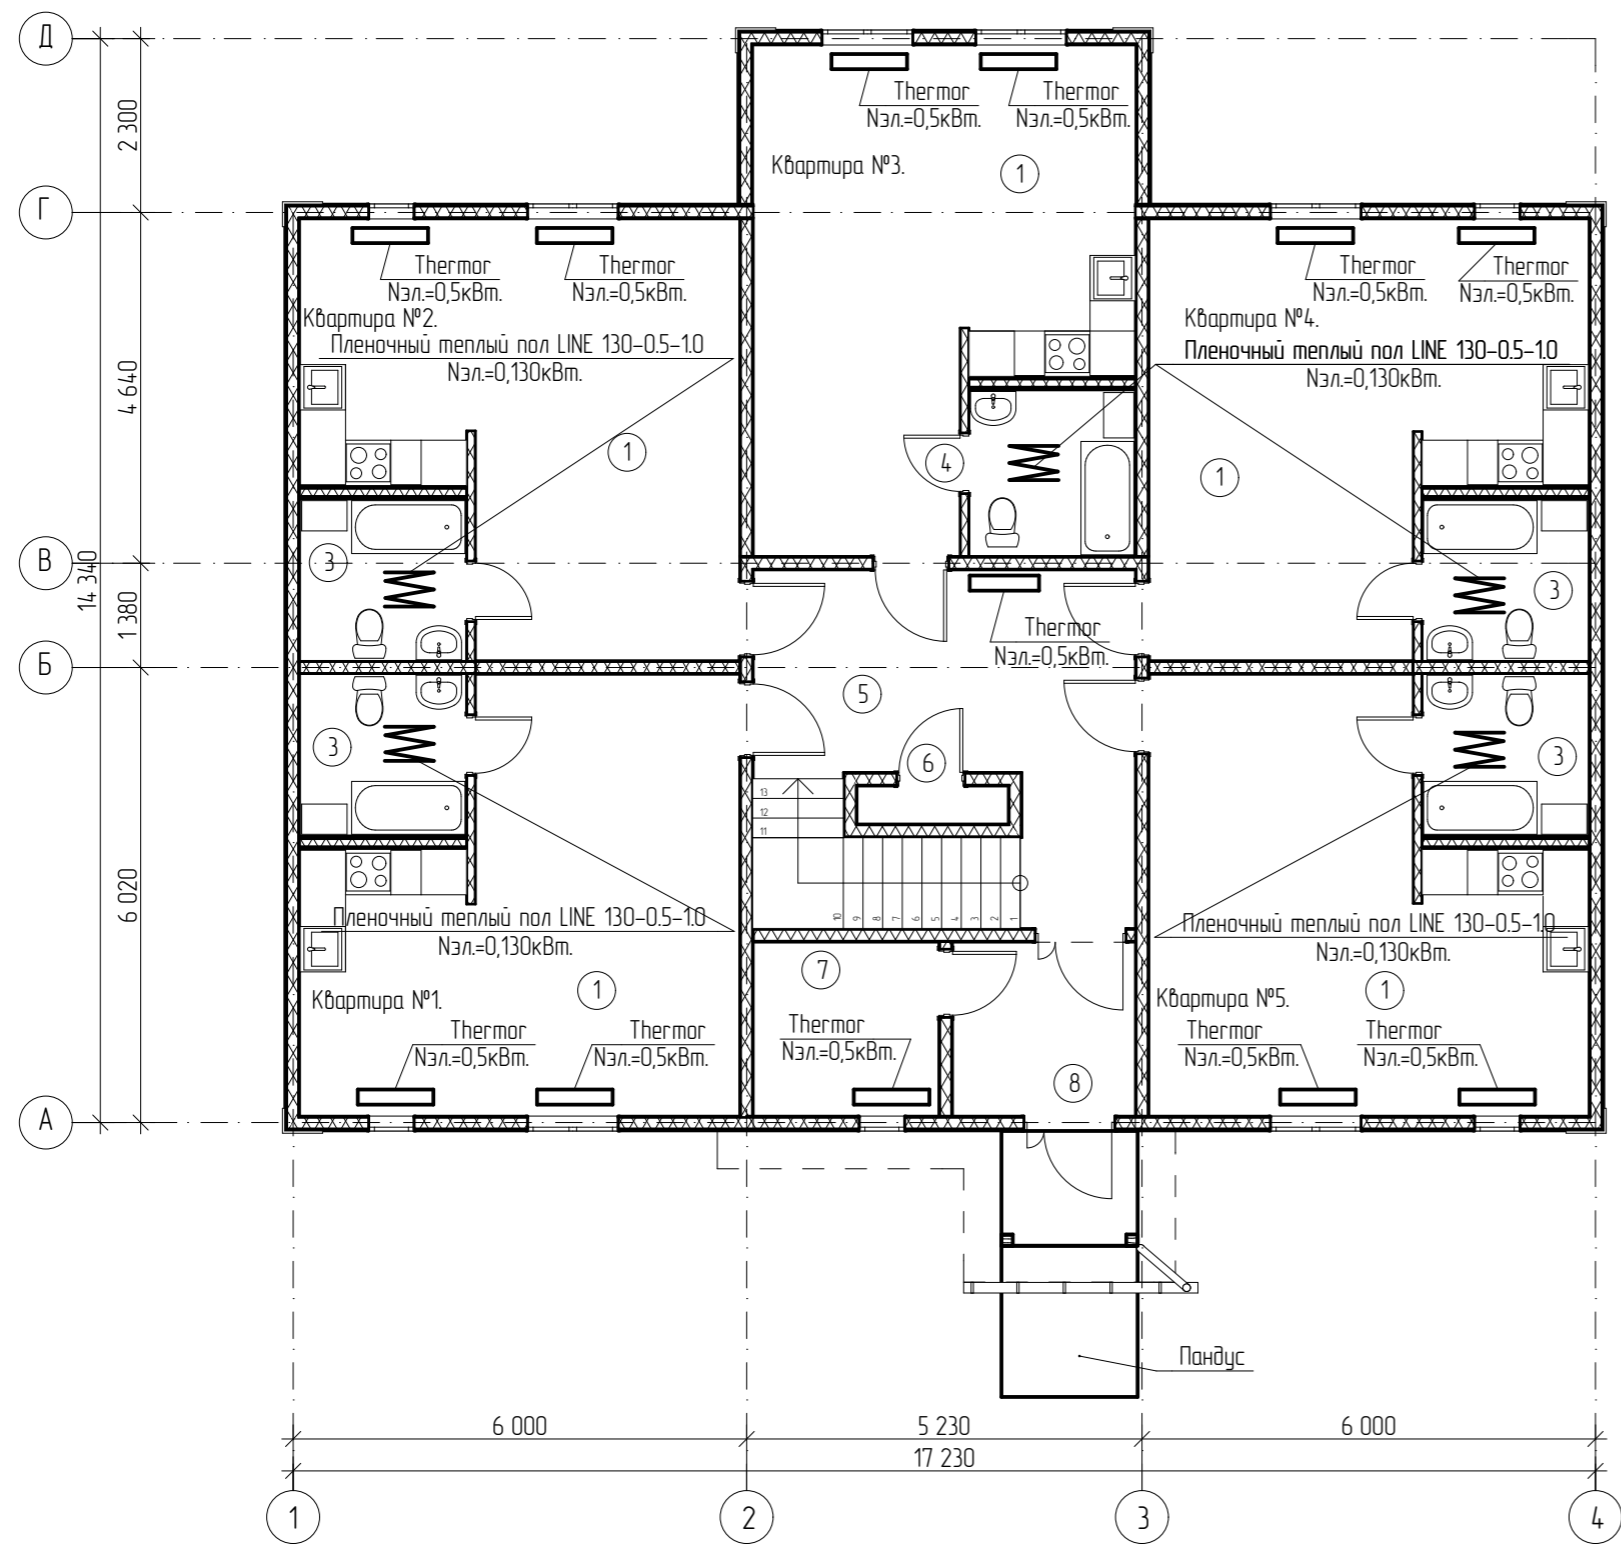 Д
Thermor
Nэл.=0,5кВт.
Thermor
Nэл.=0,5кВт.
2 300
Квартира №3.
1
Г
Thermor
Nэл.=0,5кВт.
Thermor
Nэл.=0,5кВт.
Thermor
Nэл.=0,5кВт.
Thermor
Nэл.=0,5кВт.
Квартира №2.
Пленочный теплый пол LINE 130-0.5-1.0
Nэл.=0,130кВт.
Квартира №4.
Пленочный теплый пол LINE 130-0.5-1.0
Nэл.=0,130кВт.
4 640
1
4
1
В
3
3
14 340
1 380
Thermor
Nэл.=0,5кВт.
Б
5
3
6
3
13
12
11
6 020
10
9
8
7
6
5
4
3
2
1
Пленочный теплый пол LINE 130-0.5-1.0
Nэл.=0,130кВт.
Пленочный теплый пол LINE 130-0.5-1.0
Nэл.=0,130кВт.
7
Квартира №1.
1
Квартира №5.
1
Thermor
Nэл.=0,5кВт.
Thermor
Nэл.=0,5кВт.
Thermor
Nэл.=0,5кВт.
Thermor
Nэл.=0,5кВт.
Thermor
Nэл.=0,5кВт.
8
А
Пандус
6 000
5 230
6 000
17 230
1
2
3
4